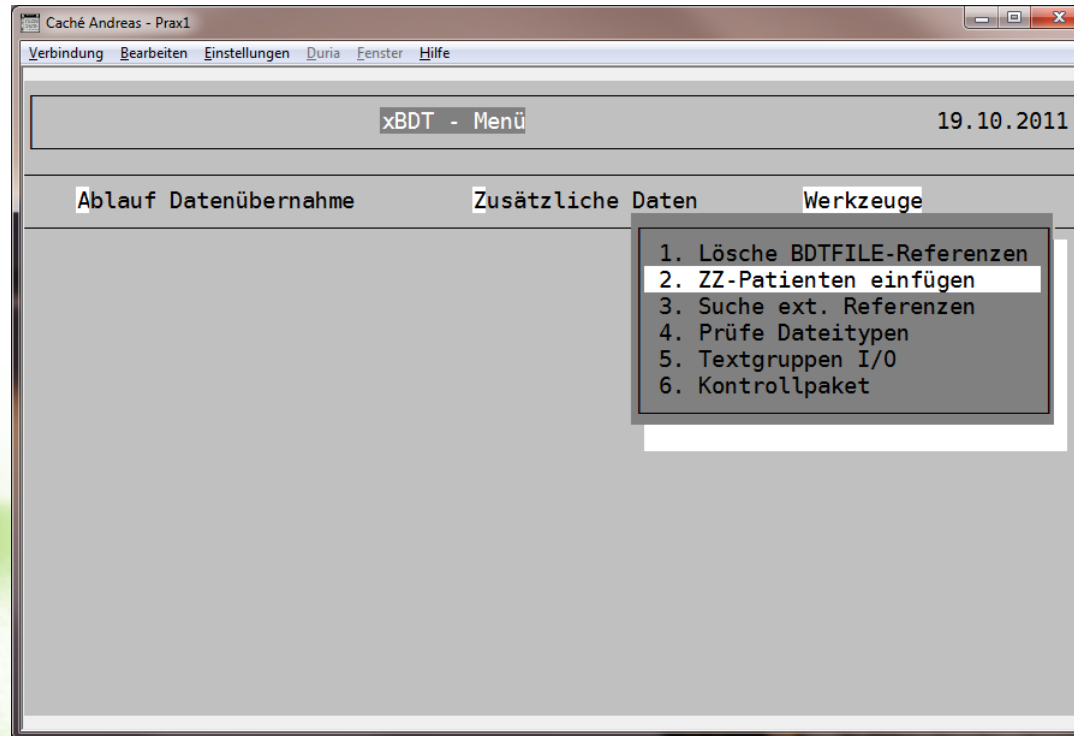 Caché Andreas - Prax1
Verbindung Bearbeiten Einstellungen Duria Fenster Hilfe
xBDT - Menü 19.10.2011
Ablauf Datenübernahme Zusätzliche Daten Werkzeuge
1. Lösche BDTFILE-Referenzen
2. ZZ-Patienten einfügen
3. Suche ext. Referenzen
4. Prüfe Dateitypen
5. Textgruppen I/O
6. Kontrollpaket